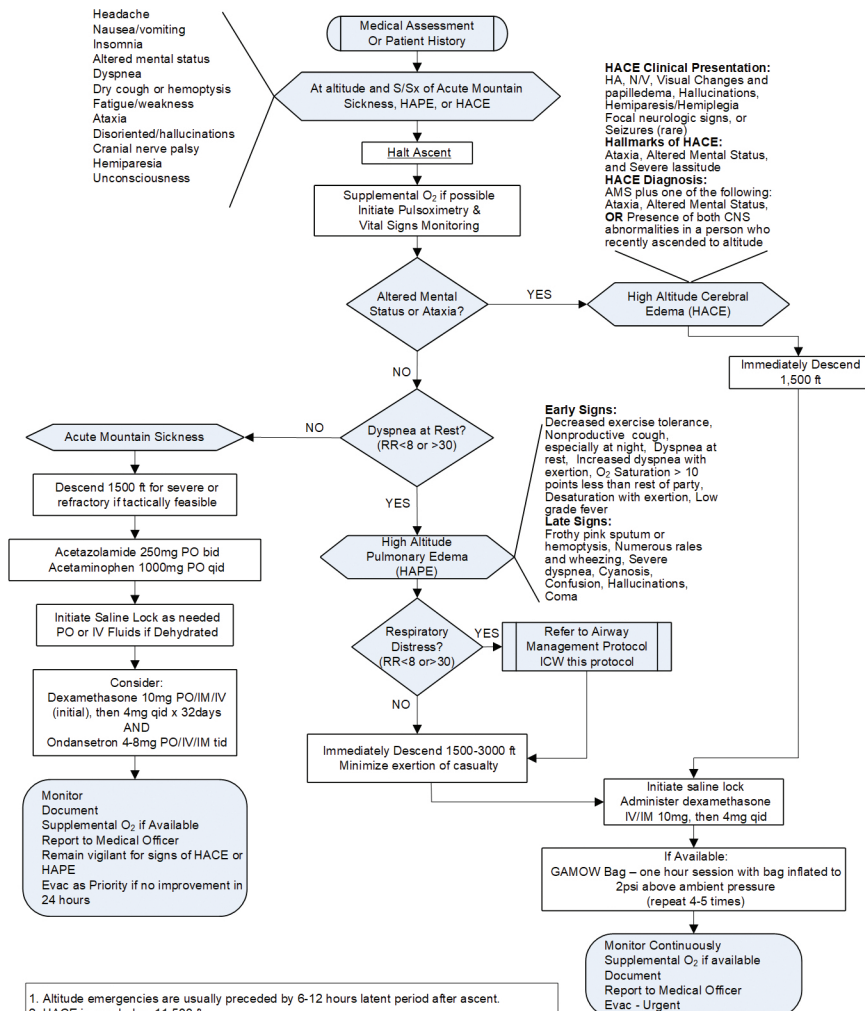 Headache
Nausea/vomiting
Insomnia
Altered mental status
Dyspnea
Dry cough or hemoptysis
Fatigue/weakness
Ataxia
Disoriented/hallucinations
Cranial nerve palsy
Hemiparesia
Unconsciousness
Medical Assessment
Or Patient History
At altitude and S/Sx of Acute Mountain
Sickness, HAPE, or HACE
Halt Ascent
Supplemental O₂ if possible
Initiate Pulsoximetry &
Vital Signs Monitoring
Altered Mental
Status or Ataxia?
YES
NO
HACE Clinical Presentation:
HA, N/V, Visual Changes and
papilledema, Hallucinations,
Hemiparesis/Hemiplegia
Focal neurologic signs, or
Seizures (rare)
Hallmarks of HACE:
Ataxia, Altered Mental Status,
and Severe lassitude
HACE Diagnosis:
AMS plus one of the following:
Ataxia, Altered Mental Status,
OR Presence of both CNS
abnormalities in a person who
recently ascended to altitude
High Altitude Cerebral
Edema (HACE)
Immediately Descend
1,500 ft
Dyspnea at Rest?
(RR<8 or >30)
NO
YES
Acute Mountain Sickness
Descend 1500 ft for severe or
refractory if tactically feasible
Acetazolamide 250mg PO bid
Acetaminophen 1000mg PO qid
Initiate Saline Lock as needed
PO or IV Fluids if Dehydrated
Consider:
Dexamethasone 10mg PO/IM/IV
(initial), then 4mg qid x 32days
AND
Ondansetron 4-8mg PO/IV/IM tid
Monitor
Document
Supplemental O₂ if Available
Report to Medical Officer
Remain vigilant for signs of HACE or
HAPE
Evac as Priority if no improvement in
24 hours
Early Signs:
Decreased exercise tolerance,
Nonproductive cough,
especially at night, Dyspnea at
rest, Increased dyspnea with
exertion, O₂ Saturation > 10
points less than rest of party,
Desaturation with exertion, Low
grade fever
Late Signs:
Frothy pink sputum or
hemoptysis, Numerous rales
and wheezing, Severe
dyspnea, Cyanosis,
Confusion, Hallucinations,
Coma
High Altitude
Pulmonary Edema
(HAPE)
Respiratory
Distress?
(RR<8 or>30)
YES
NO
Refer to Airway
Management Protocol
ICW this protocol
Immediately Descend 1500-3000 ft
Minimize exertion of casualty
Initiate saline lock
Administer dexamethasone
IV/IM 10mg, then 4mg qid
If Available:
GAMOW Bag – one hour session with bag inflated to
2psi above ambient pressure
(repeat 4-5 times)
Monitor Continuously
Supplemental O₂ if available
Document
Report to Medical Officer
Evac - Urgent
1. Altitude emergencies are usually preceded by 6-12 hours latent period after ascent.